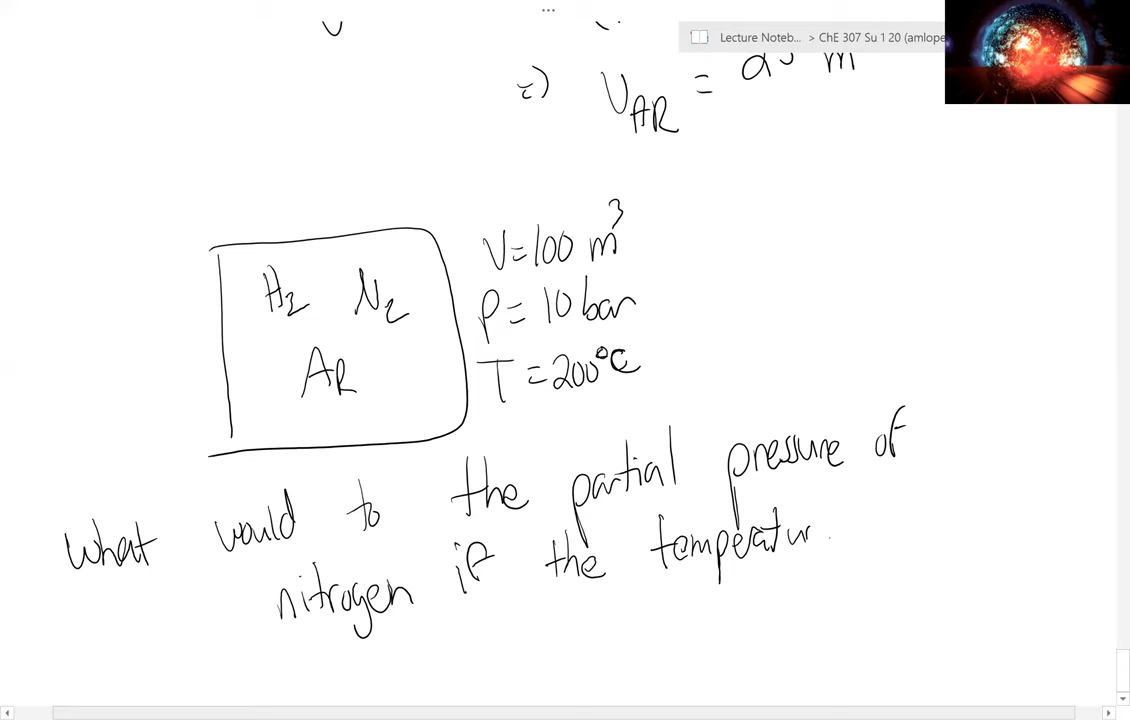 Lecture Noteb... > ChE 307 Su 1 20 (amlope
c) VAR =
H2 N2
AR
V=100 m³
P= 10 bar
T =200°C
what would to the partial pressure of
nitrogen if the temperatur